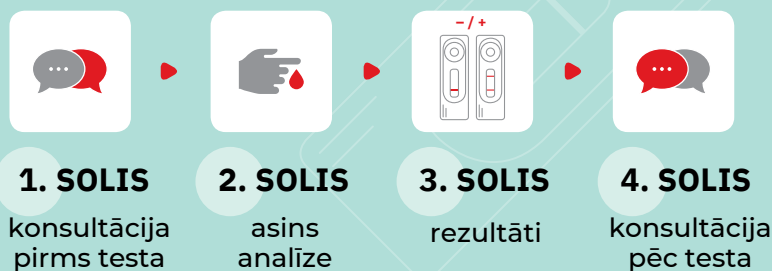 - / +
1. SOLIS
konsultācija
pirms testa
2. SOLIS
asins
analīze
3. SOLIS
rezultāti
4. SOLIS
konsultācija
pēc testa